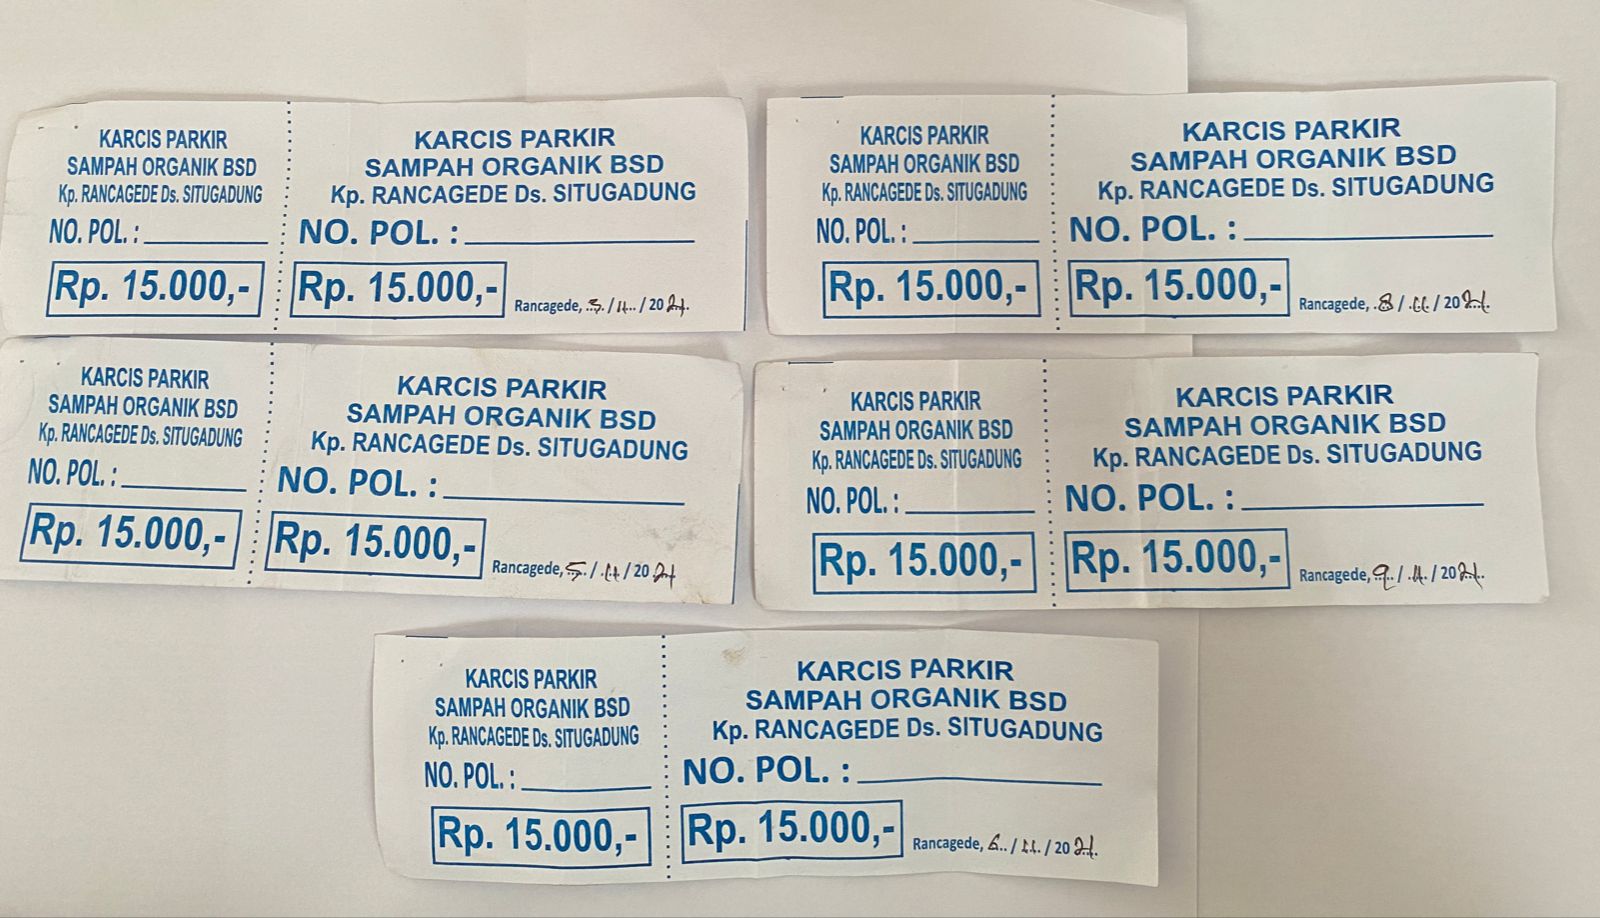 KARCIS PARKIR
SAMPAH ORGANIK BSD
Kp. RANCAGEDE Ds. SITUGADUNG
NO. POL. :
Rp. 15.000,-
KARCIS PARKIR
SAMPAH ORGANIK BSD
Kp. RANCAGEDE Ds. SITUGADUNG
NO. POL. :
Rp. 15.000,-
Rancagede, 3/11/2021.
KARCIS PARKIR
SAMPAH ORGANIK BSD
Kp. RANCAGEDE Ds. SITUGADUNG
NO. POL. :
Rp. 15.000,-
KARCIS PARKIR
SAMPAH ORGANIK BSD
Kp. RANCAGEDE Ds. SITUGADUNG
NO. POL. :
Rp. 15.000,-
Rancagede, 8/11/2021.
KARCIS PARKIR
SAMPAH ORGANIK BSD
Kp. RANCAGEDE Ds. SITUGADUNG
NO. POL. :
Rp. 15.000,-
KARCIS PARKIR
SAMPAH ORGANIK BSD
Kp. RANCAGEDE Ds. SITUGADUNG
NO. POL. :
Rp. 15.000,-
Rancagede, 5/11/2021
KARCIS PARKIR
SAMPAH ORGANIK BSD
Kp. RANCAGEDE Ds. SITUGADUNG
NO. POL. :
Rp. 15.000,-
KARCIS PARKIR
SAMPAH ORGANIK BSD
Kp. RANCAGEDE Ds. SITUGADUNG
NO. POL. :
Rp. 15.000,-
Rancagede, 9/11/2021.
KARCIS PARKIR
SAMPAH ORGANIK BSD
Kp. RANCAGEDE Ds. SITUGADUNG
NO. POL. :
Rp. 15.000,-
KARCIS PARKIR
SAMPAH ORGANIK BSD
Kp. RANCAGEDE Ds. SITUGADUNG
NO. POL. :
Rp. 15.000,-
Rancagede, 6/11/2021.